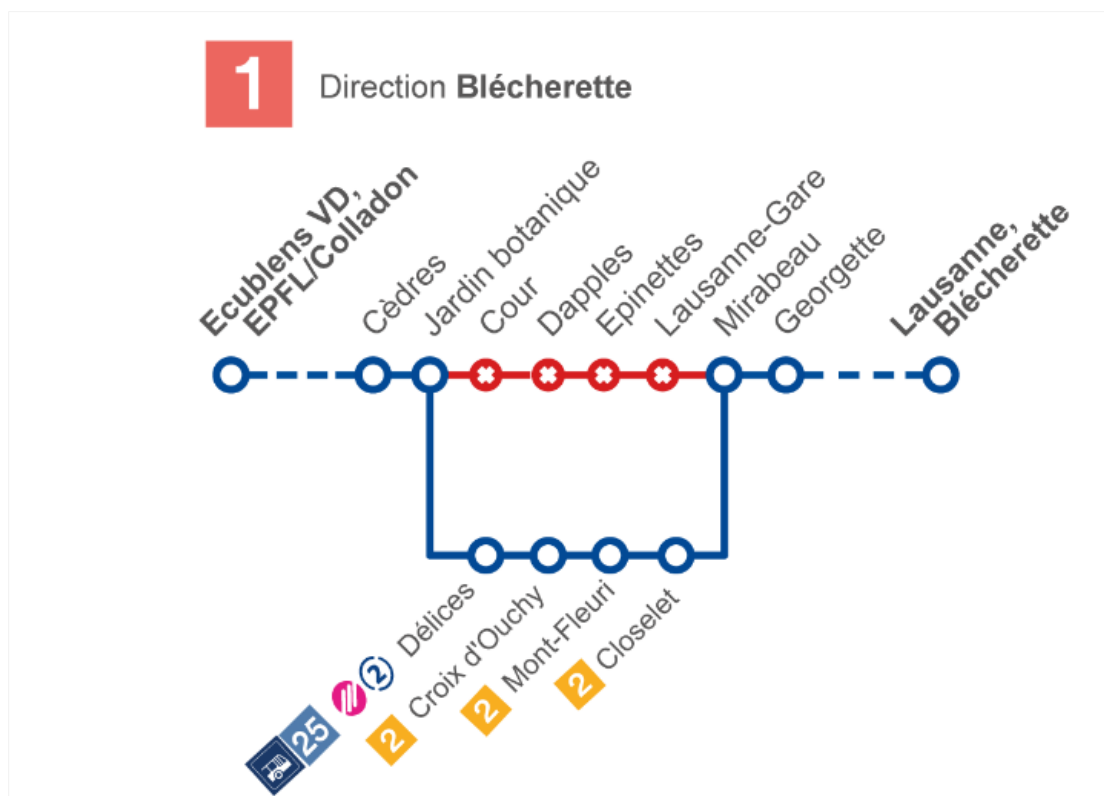 1
Direction Blécherette
Ecublens VD,
EPFL/Colladon
Cèdres
Jardin botanique
Cour
Dapples
Epinettes
Lausanne-Gare
Mirabeau
Georgette
Lausanne,
Blécherette
25 2 Délices
2 Croix d'Ouchy
2 Mont-Fleuri
2 Closelet